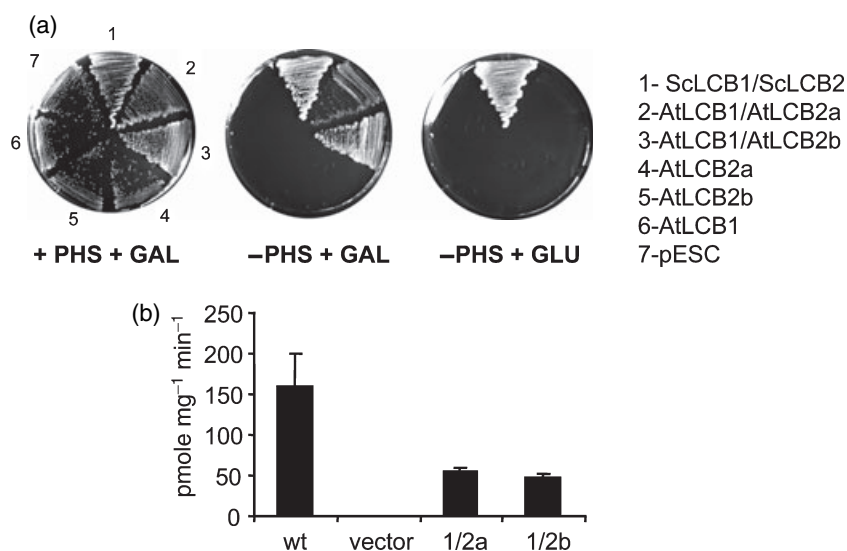 (a)
1
2
3
4
5
6
7
+ PHS + GAL
–PHS + GAL
–PHS + GLU
1- ScLCB1/ScLCB2
2-AtLCB1/AtLCB2a
3-AtLCB1/AtLCB2b
4-AtLCB2a
5-AtLCB2b
6-AtLCB1
7-pESC
(b)
pmole mg⁻¹ min⁻¹
250
200
150
100
50
0
wt
vector
1/2a
1/2b